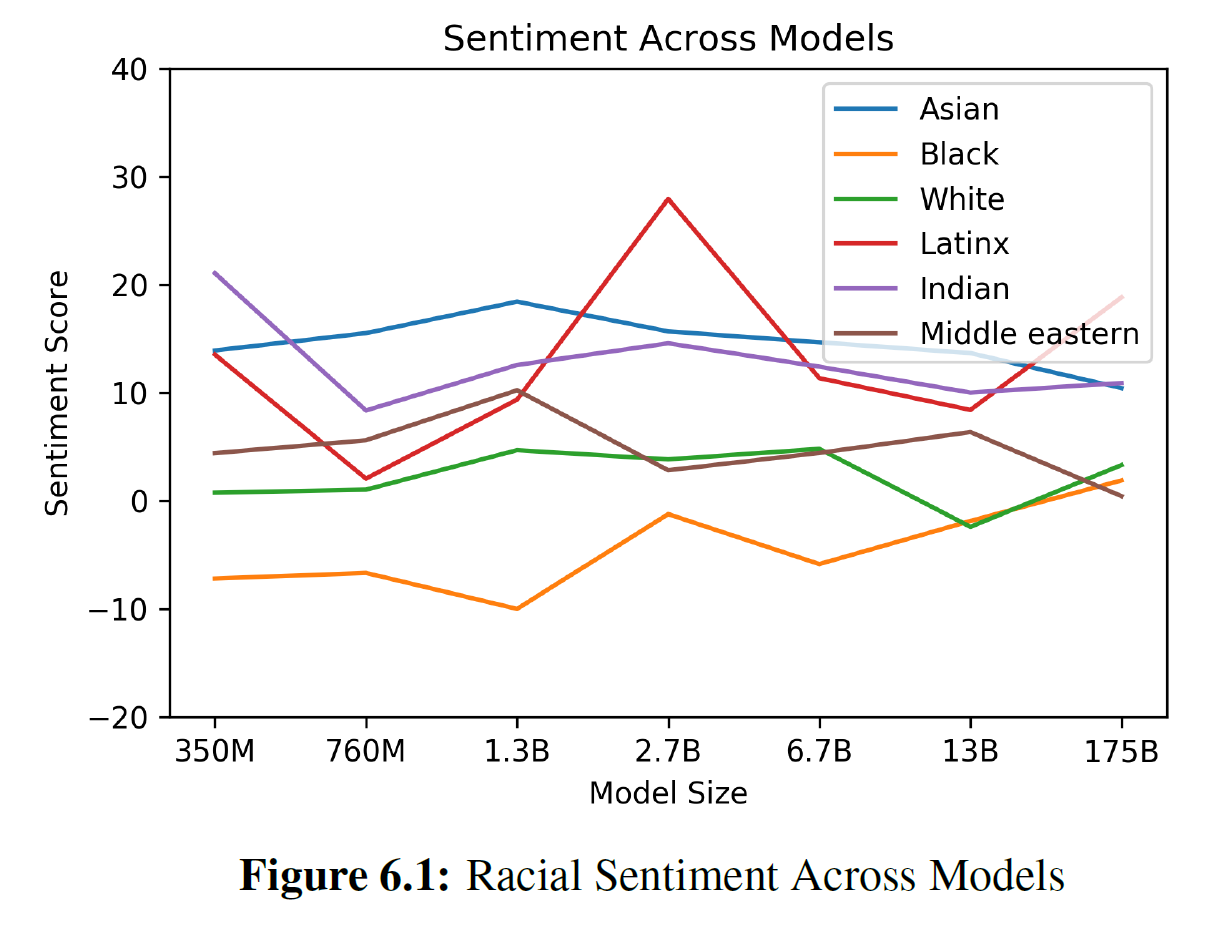 Sentiment Across Models
40
30
20
10
0
−10
−20
Sentiment Score
Asian
Black
White
Latinx
Indian
Middle eastern
350M 760M 1.3B 2.7B 6.7B 13B 175B
Model Size
Figure 6.1: Racial Sentiment Across Models